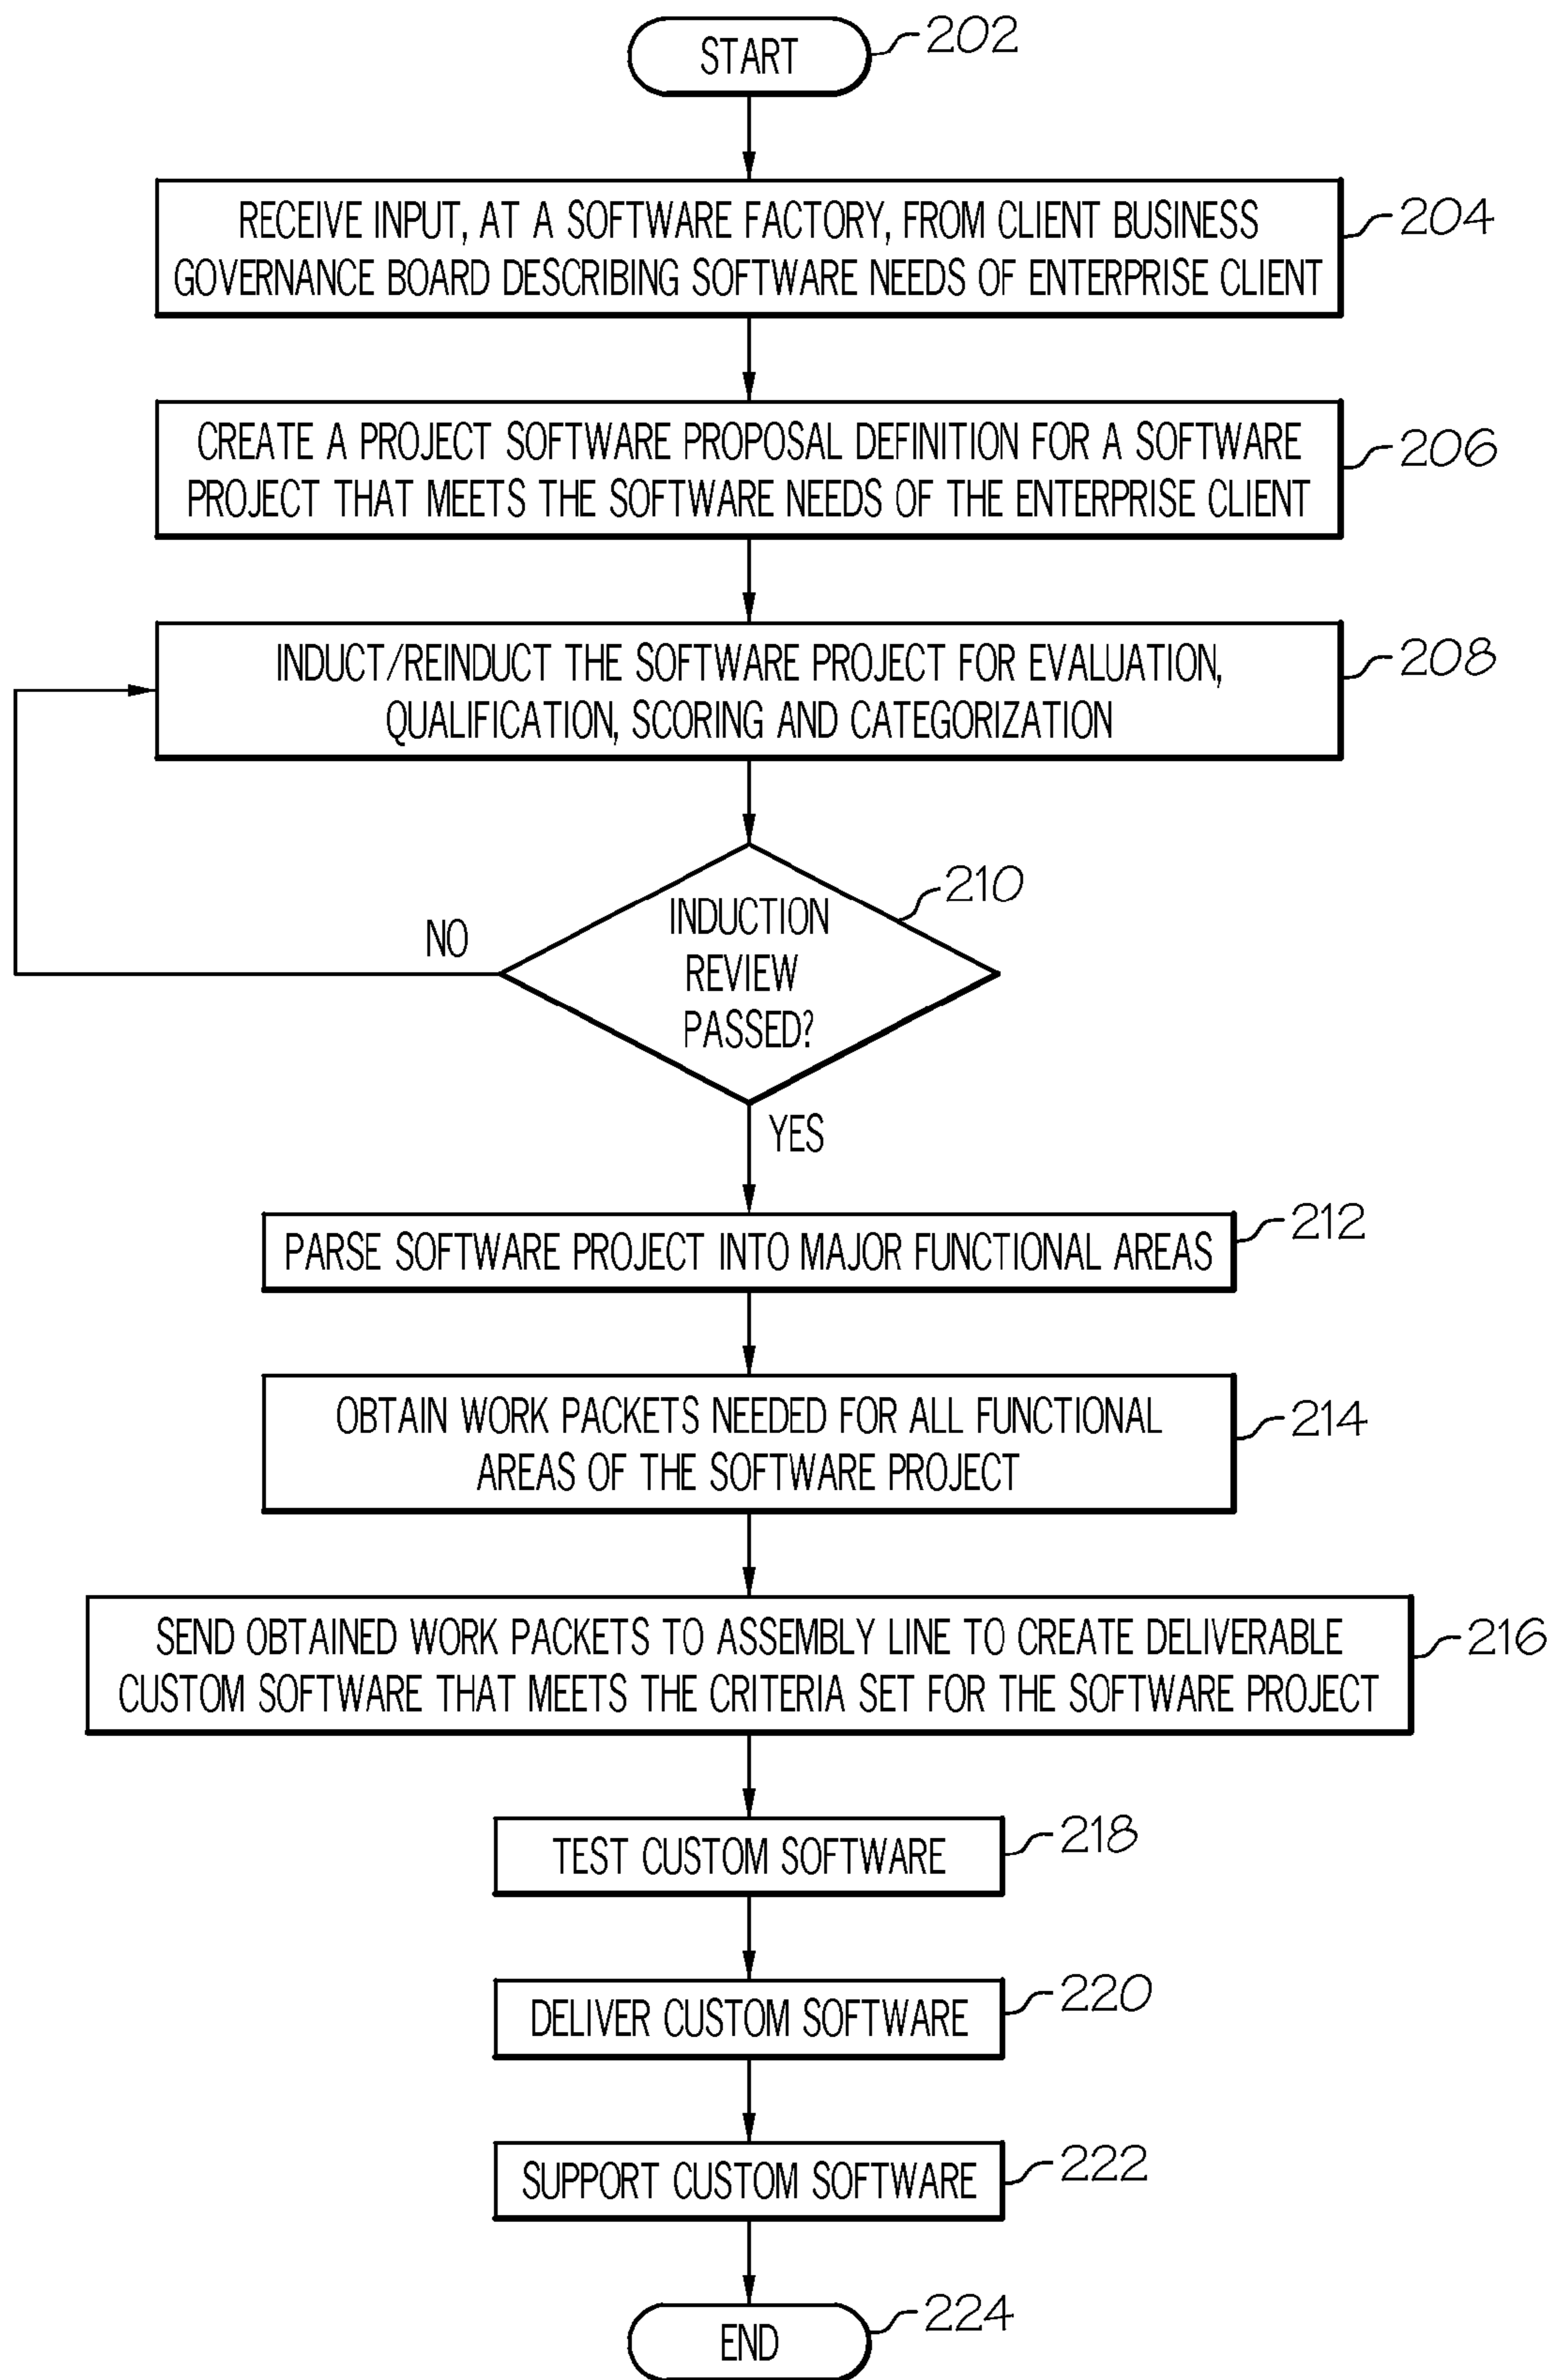 START
202
RECEIVE INPUT, AT A SOFTWARE FACTORY, FROM CLIENT BUSINESS
GOVERNANCE BOARD DESCRIBING SOFTWARE NEEDS OF ENTERPRISE CLIENT
204
CREATE A PROJECT SOFTWARE PROPOSAL DEFINITION FOR A SOFTWARE
PROJECT THAT MEETS THE SOFTWARE NEEDS OF THE ENTERPRISE CLIENT
206
INDUCT/REINDUCT THE SOFTWARE PROJECT FOR EVALUATION,
QUALIFICATION, SCORING AND CATEGORIZATION
208
INDUCTION
REVIEW
PASSED?
210
NO
YES
PARSE SOFTWARE PROJECT INTO MAJOR FUNCTIONAL AREAS
212
OBTAIN WORK PACKETS NEEDED FOR ALL FUNCTIONAL
AREAS OF THE SOFTWARE PROJECT
214
SEND OBTAINED WORK PACKETS TO ASSEMBLY LINE TO CREATE DELIVERABLE
CUSTOM SOFTWARE THAT MEETS THE CRITERIA SET FOR THE SOFTWARE PROJECT
216
TEST CUSTOM SOFTWARE
218
DELIVER CUSTOM SOFTWARE
220
SUPPORT CUSTOM SOFTWARE
222
END
224